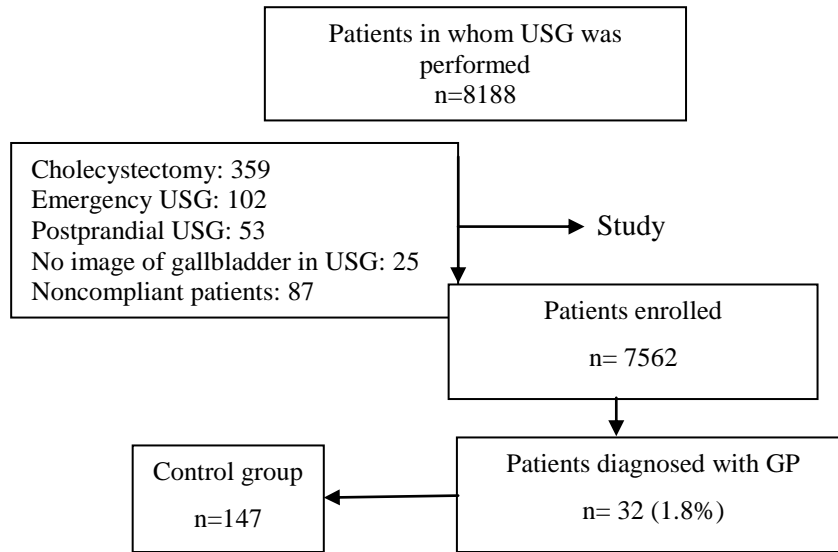 Patients in whom USG was
performed
n=8188
Cholecystectomy: 359
Emergency USG: 102
Postprandial USG: 53
No image of gallbladder in USG: 25
Noncompliant patients: 87
Study
Patients enrolled
n= 7562
Patients diagnosed with GP
n= 32 (1.8%)
Control group
n=147